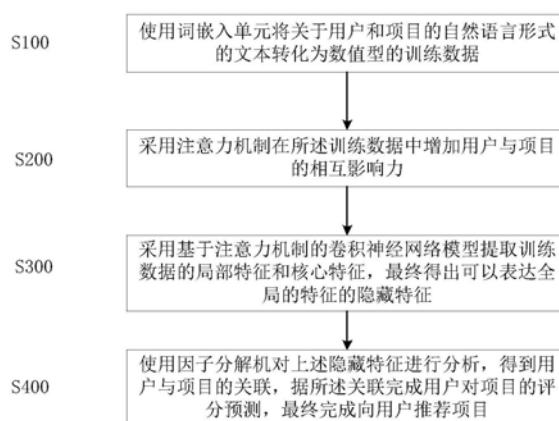 S100
使用词嵌入单元将关于用户和项目的自然语言形式
的文本转化为数值型的训练数据
S200
采用注意力机制在所述训练数据中增加用户与项目
的相互影响力
S300
采用基于注意力机制的卷积神经网络模型提取训练
数据的局部特征和核心特征，最终得出可以表达全
局的特征的隐藏特征
S400
使用因子分解机对上述隐藏特征进行分析，得到用
户与项目的关联，据所述关联完成用户对项目的评
分预测，最终完成向用户推荐项目